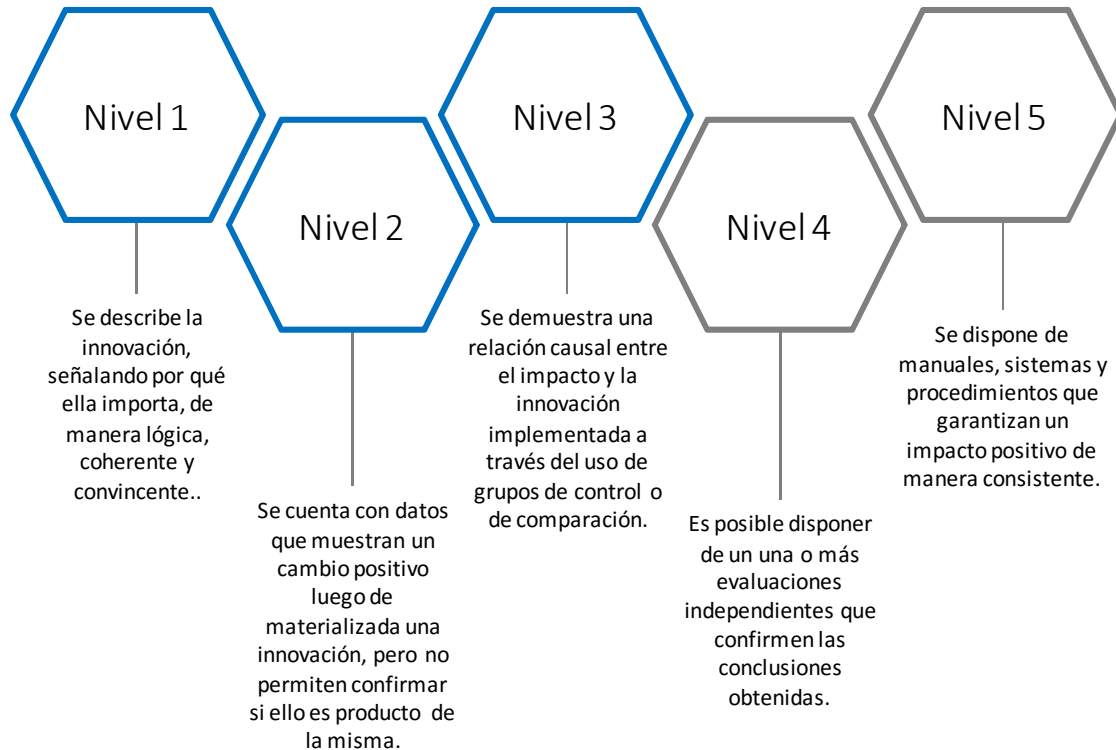 Nivel 1
Se describe la
innovación,
señalando por qué
ella importa, de
manera lógica,
coherente y
convincente..
Nivel 2
Se cuenta con datos
que muestran un
cambio positivo
luego de
materializada una
innovación, pero no
permiten confirmar
si ello es producto de
la misma.
Nivel 3
Se demuestra una
relación causal entre
el impacto y la
innovación
implementada a
través del uso de
grupos de control o
de comparación.
Nivel 4
Es posible disponer
de un una o más
evaluaciones
independientes que
confirmen las
conclusiones
obtenidas.
Nivel 5
Se dispone de
manuales, sistemas y
procedimientos que
garantizan un
impacto positivo de
manera consistente.